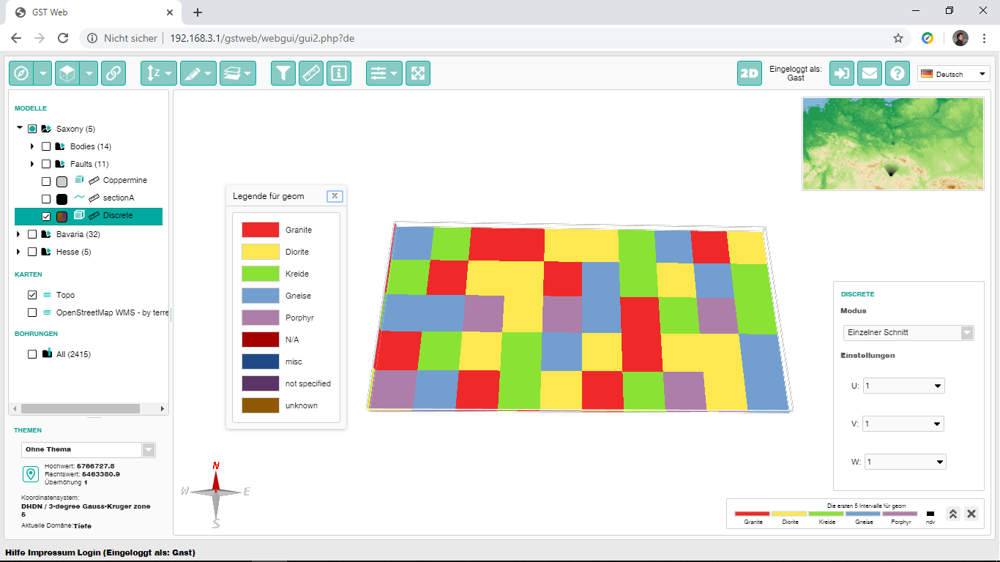 GST Web
Nicht sicher
192.168.3.1/gstweb/webgui/gui2.php?de
Z
2D
Eingeloggt als:
Gast
Deutsch
MODELLE
Saxony (5)
Bodies (14)
Faults (11)
Coppermine
sectionA
Discrete
Bavaria (32)
Hesse (5)
KARTEN
Topo
OpenStreetMap WMS - by terre
BOHRUNGEN
All (2415)
THEMEN
Ohne Thema
Hochwert: 5766727.8
Rechtswert: 5463380.9
Überhöhung 1
Koordinatensystem:
DHDN / 3-degree Gauss-Kruger zone
5
Aktuelle Domäne:Tiefe
Legende für geom
X
Granite
Diorite
Kreide
Gneise
Porphyr
N/A
misc
not specified
unknown
N
W
E
S
DISCRETE
Modus
Einzelner Schnitt
Einstellungen
U: 1
V: 1
W: 1
Die ersten 5 Intervalle für geom
Granite
Diorite
Kreide
Gneise
Porphyr
ndv
Hilfe Impressum Login (Eingeloggt als: Gast)